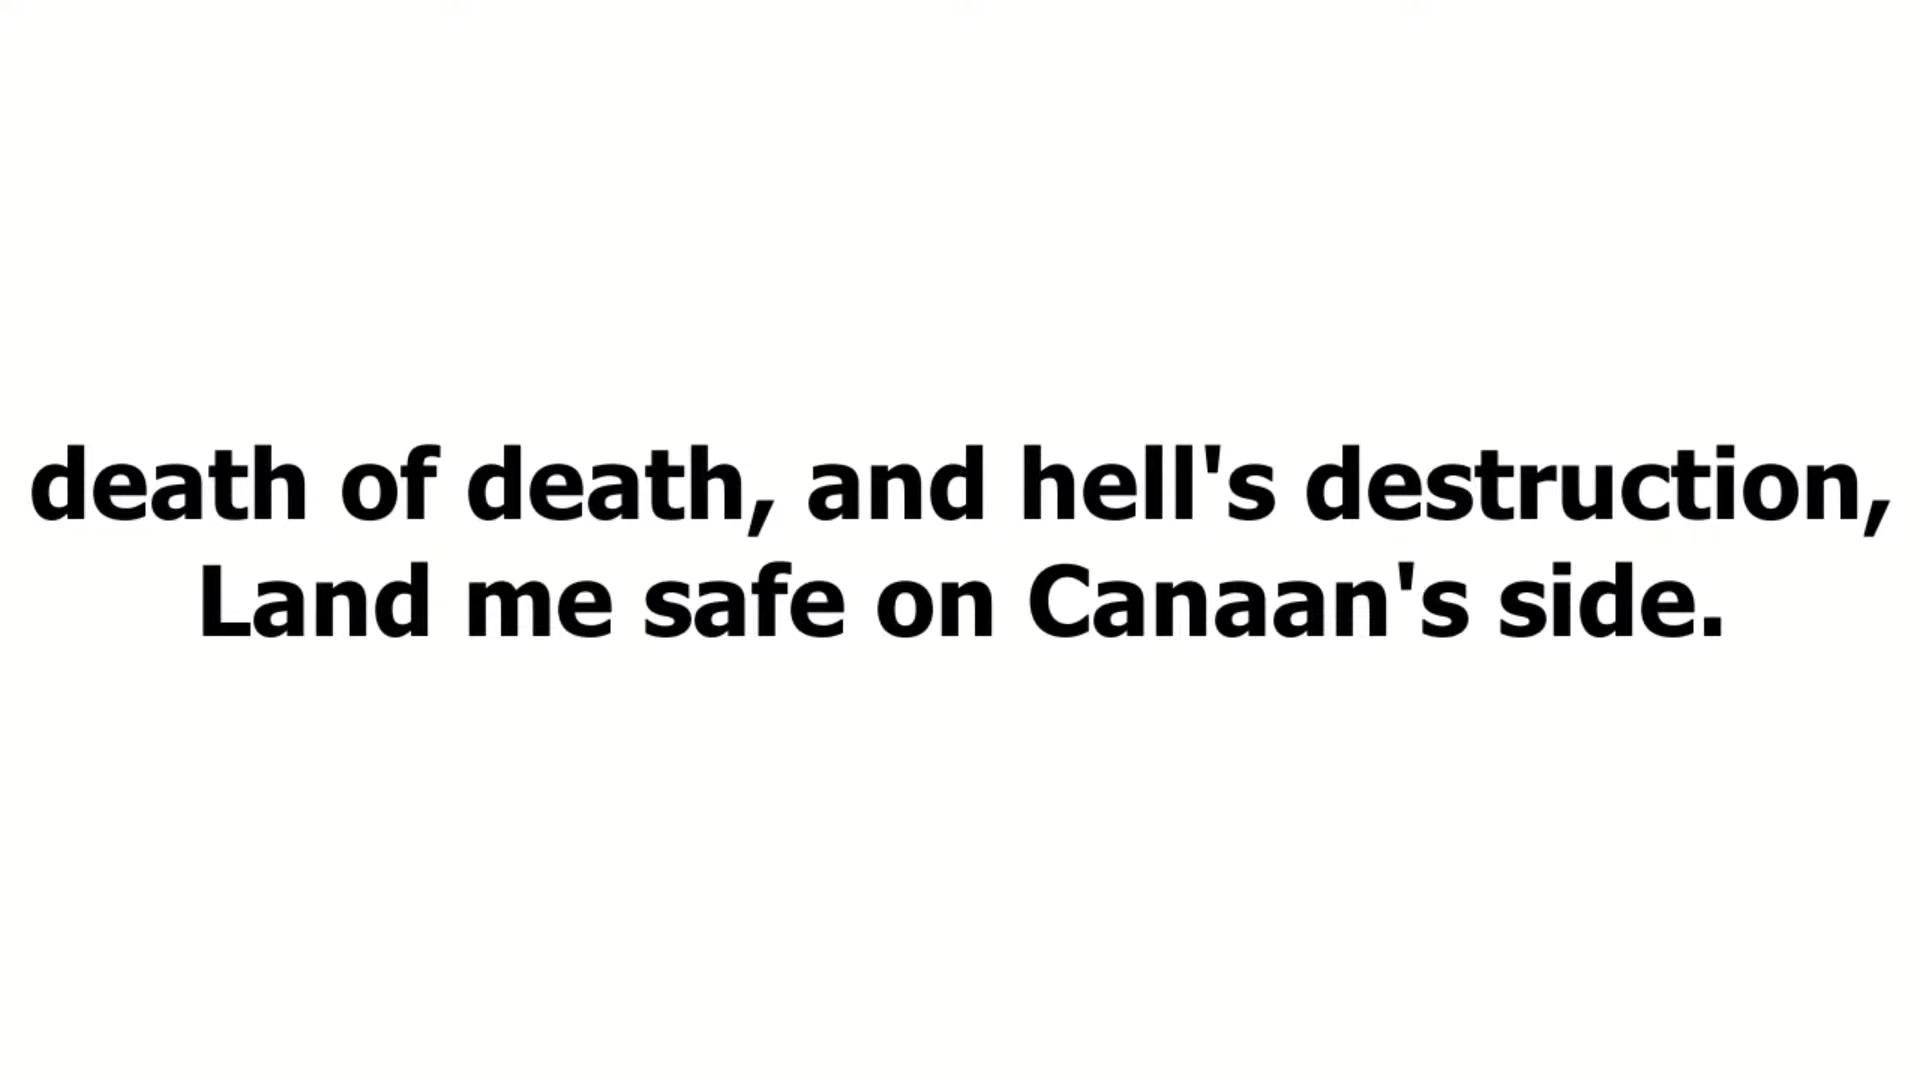 death of death, and hell's destruction,
Land me safe on Canaan's side.